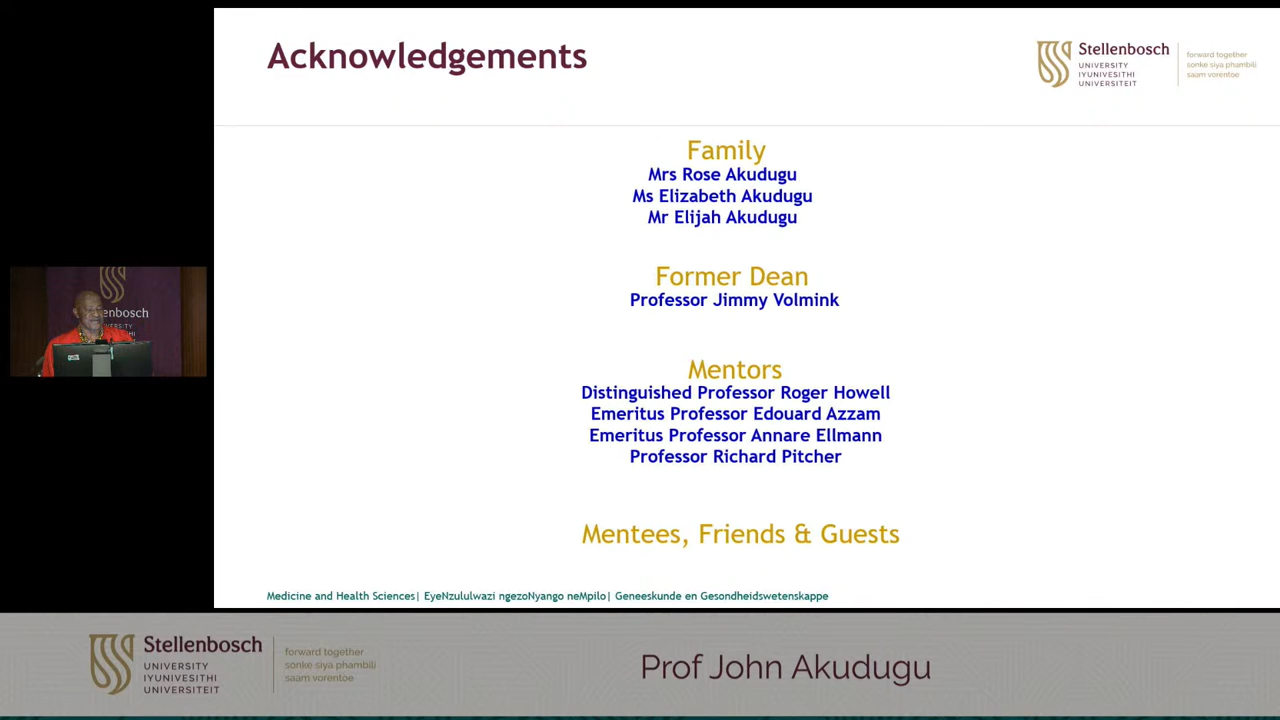 Acknowledgements
Stellenbosch
UNIVERSITY
IYUNIVESITHI
UNIVERSITEIT
forward together
sonke siya phambili
saam vorentoe
Family
Mrs Rose Akudugu
Ms Elizabeth Akudugu
Mr Elijah Akudugu
Former Dean
Professor Jimmy Volmink
Mentors
Distinguished Professor Roger Howell
Emeritus Professor Edouard Azzam
Emeritus Professor Annare Ellmann
Professor Richard Pitcher
Mentees, Friends & Guests
Medicine and Health Sciences| EyeNzululwazi ngezoNyango neMpilo| Geneeskunde en Gesondheidswetenskappe
Stellenbosch
UNIVERSITY
IYUNIVESITHI
UNIVERSITEIT
forward together
sonke siya phambili
saam vorentoe
Prof John Akudugu